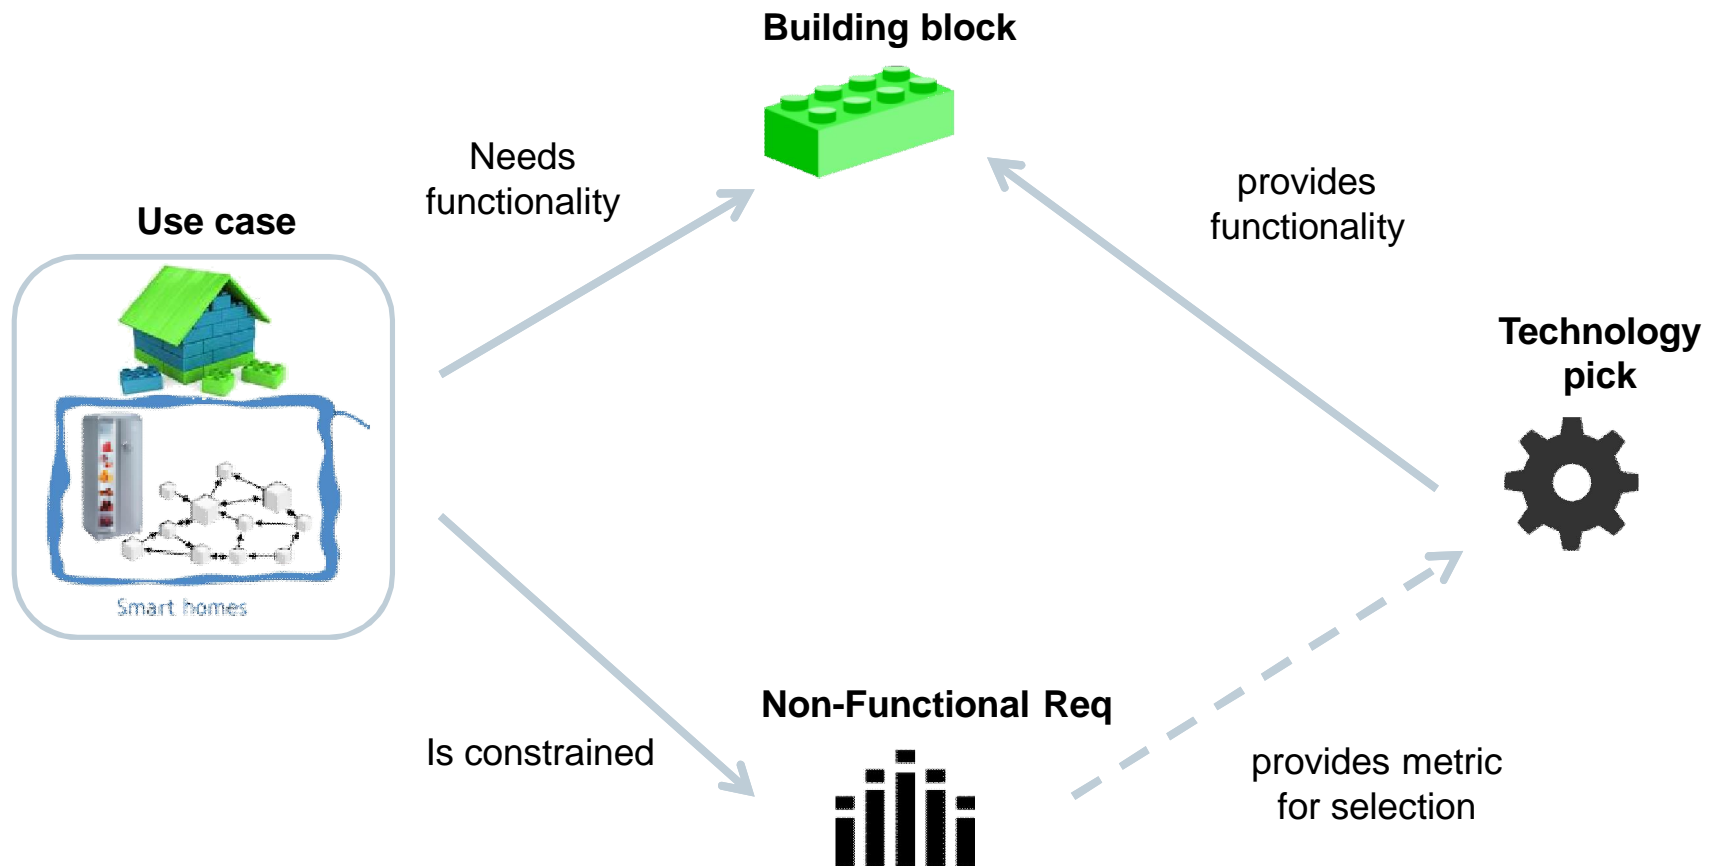 Building block
Needs
functionality
provides
functionality
Use case
Technology
pick
Smart homes
Non-Functional Req
Is constrained
provides metric
for selection